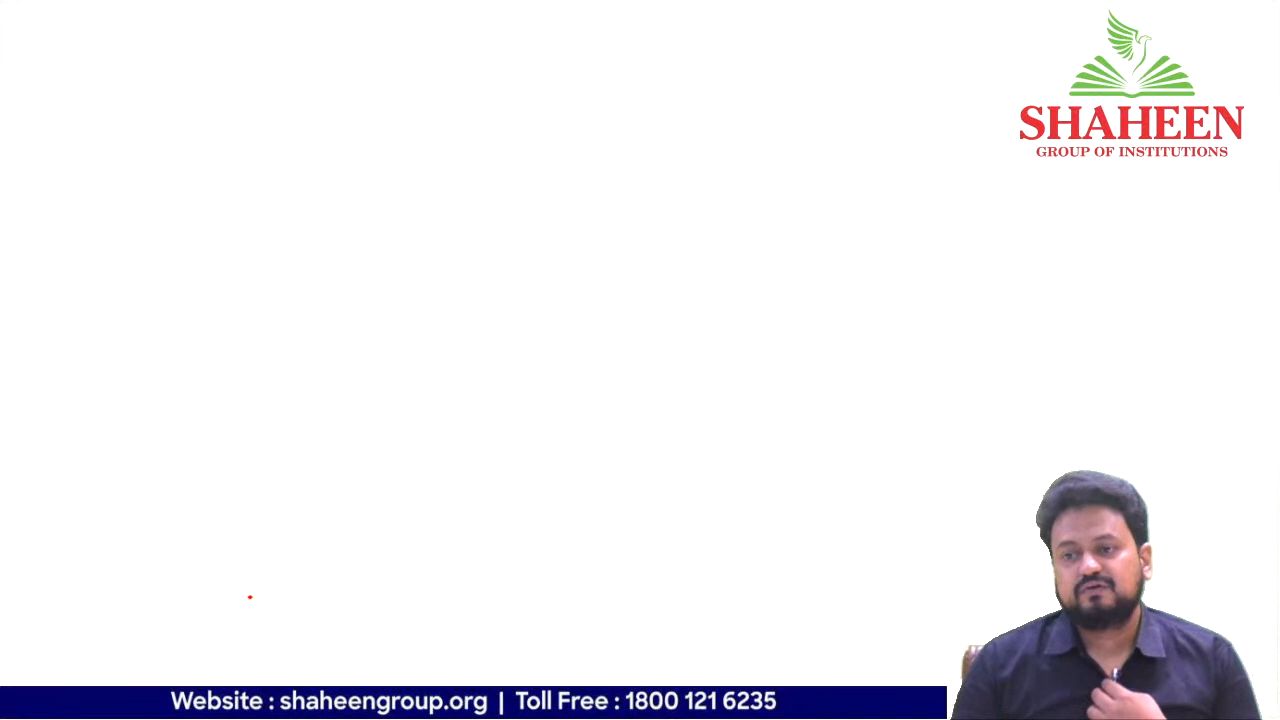 SHAHEEN
GROUP OF INSTITUTIONS
Website : shaheengroup.org | Toll Free : 1800 121 6235